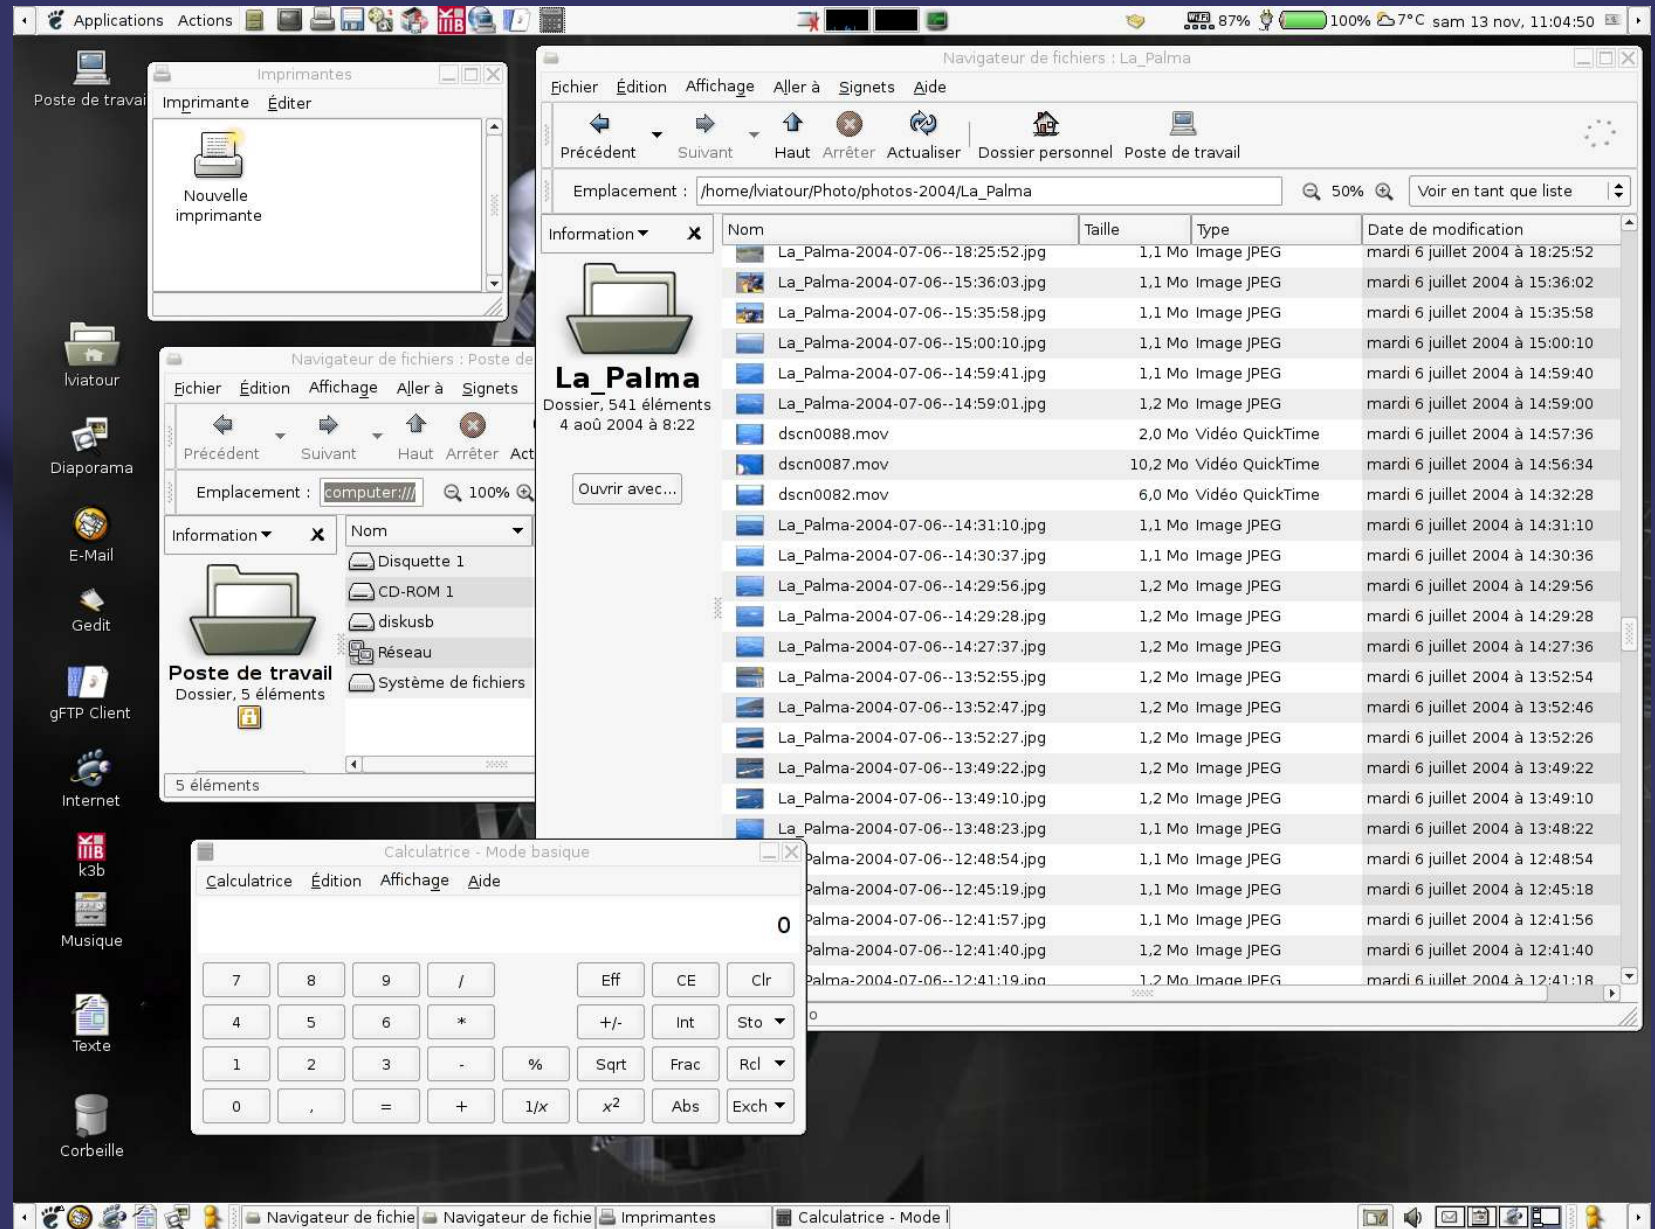 Applications Actions 87% 100% 7°C sam 13 nov, 11:04:50
Poste de travai
lviatour
Diaporama
E-Mail
Gedit
gFTP Client
Internet
k3b
Musique
Texte
Corbeille
Imprimantes
Imprimante Éditer
Nouvelle
imprimante
Navigateur de fichiers : Poste de
Fichier Édition Affichage Aller à Signets
Précédent Suivant Haut Arrêter Act
Emplacement : computer:/// 100%
Information Nom
Disquette 1
CD-ROM 1
diskusb
Réseau
Système de fichiers
Poste de travail
Dossier, 5 éléments
5 éléments
Navigateur de fichiers : La_Palma
Fichier Édition Affichage Aller à Signets Aide
Précédent Suivant Haut Arrêter Actualiser Dossier personnel Poste de travail
Emplacement : /home/lviatour/Photo/photos-2004/La_Palma 50% Voir en tant que liste
Information
La_Palma
Dossier, 541 éléments
4 aoû 2004 à 8:22
Ouvrir avec...
Nom Taille Type Date de modification
La_Palma-2004-07-06--18:25:52.jpg 1,1 Mo Image JPEG mardi 6 juillet 2004 à 18:25:52
La_Palma-2004-07-06--15:36:03.jpg 1,1 Mo Image JPEG mardi 6 juillet 2004 à 15:36:02
La_Palma-2004-07-06--15:35:58.jpg 1,1 Mo Image JPEG mardi 6 juillet 2004 à 15:35:58
La_Palma-2004-07-06--15:00:10.jpg 1,1 Mo Image JPEG mardi 6 juillet 2004 à 15:00:10
La_Palma-2004-07-06--14:59:41.jpg 1,1 Mo Image JPEG mardi 6 juillet 2004 à 14:59:40
La_Palma-2004-07-06--14:59:01.jpg 1,2 Mo Image JPEG mardi 6 juillet 2004 à 14:59:00
dscn0088.mov 2,0 Mo Vidéo QuickTime mardi 6 juillet 2004 à 14:57:36
dscn0087.mov 10,2 Mo Vidéo QuickTime mardi 6 juillet 2004 à 14:56:34
dscn0082.mov 6,0 Mo Vidéo QuickTime mardi 6 juillet 2004 à 14:32:28
La_Palma-2004-07-06--14:31:10.jpg 1,1 Mo Image JPEG mardi 6 juillet 2004 à 14:31:10
La_Palma-2004-07-06--14:30:37.jpg 1,1 Mo Image JPEG mardi 6 juillet 2004 à 14:30:36
La_Palma-2004-07-06--14:29:56.jpg 1,2 Mo Image JPEG mardi 6 juillet 2004 à 14:29:56
La_Palma-2004-07-06--14:29:28.jpg 1,2 Mo Image JPEG mardi 6 juillet 2004 à 14:29:28
La_Palma-2004-07-06--14:27:37.jpg 1,2 Mo Image JPEG mardi 6 juillet 2004 à 14:27:36
La_Palma-2004-07-06--13:52:55.jpg 1,2 Mo Image JPEG mardi 6 juillet 2004 à 13:52:54
La_Palma-2004-07-06--13:52:47.jpg 1,2 Mo Image JPEG mardi 6 juillet 2004 à 13:52:46
La_Palma-2004-07-06--13:52:27.jpg 1,2 Mo Image JPEG mardi 6 juillet 2004 à 13:52:26
La_Palma-2004-07-06--13:49:22.jpg 1,2 Mo Image JPEG mardi 6 juillet 2004 à 13:49:22
La_Palma-2004-07-06--13:49:10.jpg 1,2 Mo Image JPEG mardi 6 juillet 2004 à 13:49:10
La_Palma-2004-07-06--13:48:23.jpg 1,1 Mo Image JPEG mardi 6 juillet 2004 à 13:48:22
Palma-2004-07-06--12:48:54.jpg 1,1 Mo Image JPEG mardi 6 juillet 2004 à 12:48:54
Palma-2004-07-06--12:45:19.jpg 1,1 Mo Image JPEG mardi 6 juillet 2004 à 12:45:18
Palma-2004-07-06--12:41:57.jpg 1,1 Mo Image JPEG mardi 6 juillet 2004 à 12:41:56
Palma-2004-07-06--12:41:40.jpg 1,2 Mo Image JPEG mardi 6 juillet 2004 à 12:41:40
Palma-2004-07-06--12:41:19.jpg 1,2 Mo Image JPEG mardi 6 juillet 2004 à 12:41:18
o
Calculatrice - Mode basique
Calculatrice Édition Affichage Aide
0
7 8 9 / Eff CE Clr
4 5 6 * +/- Int Sto
1 2 3 - % Sqrt Frac Rcl
0 , = + 1/x x² Abs Exch
Navigateur de fichie Navigateur de fichie Imprimantes Calculatrice - Mode